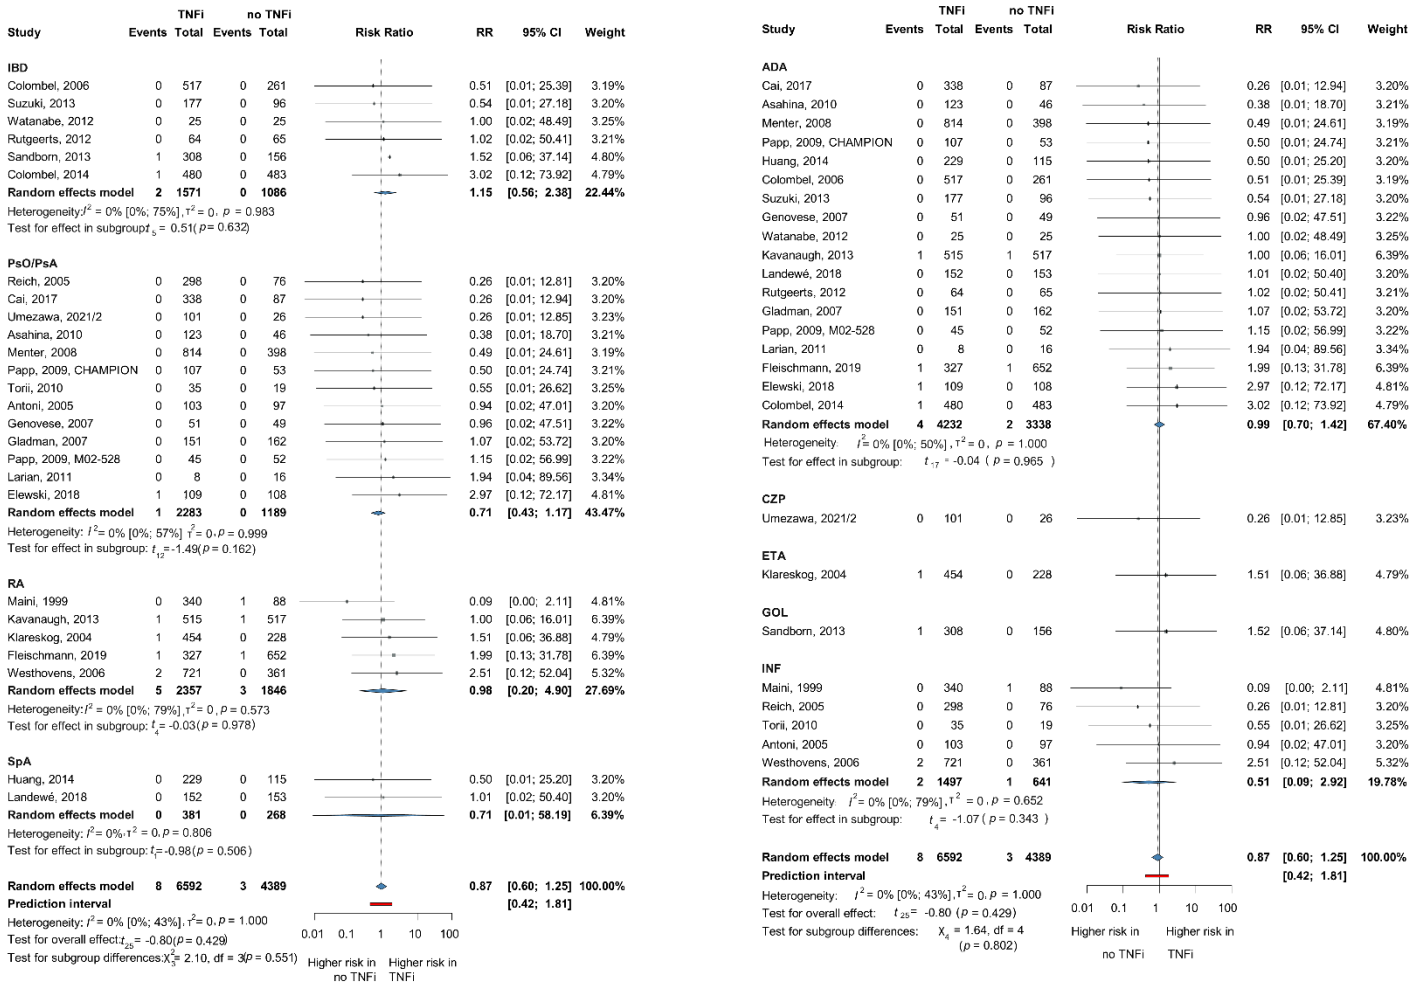 TNFi no TNFi
Study Events Total Events Total Risk Ratio RR 95% CI Weight
IBD
Colombel, 2006 0 517 0 261 0.51 [0.01; 25.39] 3.19%
Suzuki, 2013 0 177 0 96 0.54 [0.01; 27.18] 3.20%
Watanabe, 2012 0 25 0 25 1.00 [0.02; 48.49] 3.25%
Rutgeerts, 2012 0 64 0 65 1.02 [0.02; 50.41] 3.21%
Sandborn, 2013 1 308 0 156 1.52 [0.06; 37.14] 4.80%
Colombel, 2014 1 480 0 483 3.02 [0.12; 73.92] 4.79%
Random effects model 2 1571 0 1086 1.15 [0.56; 2.38] 22.44%
Heterogeneity: I² = 0% [0%; 75%], τ² = 0, p = 0.983
Test for effect in subgroup: t5 = 0.51 (p = 0.632)
PsO/PsA
Reich, 2005 0 298 0 76 0.26 [0.01; 12.81] 3.20%
Cai, 2017 0 338 0 87 0.26 [0.01; 12.94] 3.20%
Umezawa, 2021/2 0 101 0 26 0.26 [0.01; 12.85] 3.23%
Asahina, 2010 0 123 0 46 0.38 [0.01; 18.70] 3.21%
Menter, 2008 0 814 0 398 0.49 [0.01; 24.61] 3.19%
Papp, 2009, CHAMPION 0 107 0 53 0.50 [0.01; 24.74] 3.20%
Torii, 2010 0 35 0 19 0.55 [0.01; 26.62] 3.25%
Antoni, 2005 0 103 0 97 0.94 [0.02; 47.01] 3.20%
Genovese, 2007 0 51 0 49 0.96 [0.02; 47.51] 3.22%
Gladman, 2007 0 151 0 162 1.07 [0.02; 53.72] 3.20%
Papp, 2009, M02-528 0 45 0 52 1.15 [0.02; 56.99] 3.22%
Larian, 2011 0 8 0 16 1.94 [0.04; 89.56] 3.34%
Elewski, 2018 1 109 0 108 2.97 [0.12; 72.17] 4.81%
Random effects model 1 2283 0 1189 0.71 [0.43; 1.17] 43.47%
Heterogeneity: I² = 0% [0%; 57%] τ² = 0, p = 0.999
Test for effect in subgroup: t12 = -1.49 (p = 0.162)
RA
Maini, 1999 0 340 1 88 0.09 [0.00; 2.11] 4.81%
Kavanaugh, 2013 1 515 1 517 1.00 [0.06; 16.01] 6.39%
Klareskog, 2004 1 454 0 228 1.51 [0.06; 36.88] 4.79%
Fleischmann, 2019 1 327 1 652 1.99 [0.13; 31.78] 6.39%
Westhovens, 2006 2 721 0 361 2.51 [0.12; 52.04] 5.32%
Random effects model 5 2357 3 1846 0.98 [0.20; 4.90] 27.69%
Heterogeneity: I² = 0% [0%; 79%], τ² = 0, p = 0.573
Test for effect in subgroup: t4 = -0.03 (p = 0.978)
SpA
Huang, 2014 0 229 0 115 0.50 [0.01; 25.20] 3.20%
Landewé, 2018 0 152 0 153 1.01 [0.02; 50.40] 3.20%
Random effects model 0 381 0 268 0.71 [0.01; 58.19] 6.39%
Heterogeneity: I² = 0%, τ² = 0, p = 0.806
Test for effect in subgroup: t1 = -0.98 (p = 0.506)
Random effects model 8 6592 3 4389 0.87 [0.60; 1.25] 100.00%
Prediction interval [0.42; 1.81]
Heterogeneity: I² = 0% [0%; 43%], τ² = 0, p = 1.000
Test for overall effect: t25 = -0.80 (p = 0.429)
Test for subgroup differences: χ²3 = 2.10, df = 3 (p = 0.551)
0.01 0.1 1 10 100
Higher risk in Higher risk in
no TNFi TNFi
TNFi no TNFi
Study Events Total Events Total Risk Ratio RR 95% CI Weight
ADA
Cai, 2017 0 338 0 87 0.26 [0.01; 12.94] 3.20%
Asahina, 2010 0 123 0 46 0.38 [0.01; 18.70] 3.21%
Menter, 2008 0 814 0 398 0.49 [0.01; 24.61] 3.19%
Papp, 2009, CHAMPION 0 107 0 53 0.50 [0.01; 24.74] 3.20%
Huang, 2014 0 229 0 115 0.50 [0.01; 25.20] 3.20%
Colombel, 2006 0 517 0 261 0.51 [0.01; 25.39] 3.19%
Suzuki, 2013 0 177 0 96 0.54 [0.01; 27.18] 3.20%
Genovese, 2007 0 51 0 49 0.96 [0.02; 47.51] 3.22%
Watanabe, 2012 0 25 0 25 1.00 [0.02; 48.49] 3.25%
Kavanaugh, 2013 1 515 1 517 1.00 [0.06; 16.01] 6.39%
Landewé, 2018 0 152 0 153 1.01 [0.02; 50.40] 3.20%
Rutgeerts, 2012 0 64 0 65 1.02 [0.02; 50.41] 3.21%
Gladman, 2007 0 151 0 162 1.07 [0.02; 53.72] 3.20%
Papp, 2009, M02-528 0 45 0 52 1.15 [0.02; 56.99] 3.22%
Larian, 2011 0 8 0 16 1.94 [0.04; 89.56] 3.34%
Fleischmann, 2019 1 327 1 652 1.99 [0.13; 31.78] 6.39%
Elewski, 2018 1 109 0 108 2.97 [0.12; 72.17] 4.81%
Colombel, 2014 1 480 0 483 3.02 [0.12; 73.92] 4.79%
Random effects model 4 4232 2 3338 0.99 [0.70; 1.42] 67.40%
Heterogeneity: I² = 0% [0%; 50%], τ² = 0, p = 1.000
Test for effect in subgroup: t17 = -0.04 (p = 0.965 )
CZP
Umezawa, 2021/2 0 101 0 26 0.26 [0.01; 12.85] 3.23%
ETA
Klareskog, 2004 1 454 0 228 1.51 [0.06; 36.88] 4.79%
GOL
Sandborn, 2013 1 308 0 156 1.52 [0.06; 37.14] 4.80%
INF
Maini, 1999 0 340 1 88 0.09 [0.00; 2.11] 4.81%
Reich, 2005 0 298 0 76 0.26 [0.01; 12.81] 3.20%
Torii, 2010 0 35 0 19 0.55 [0.01; 26.62] 3.25%
Antoni, 2005 0 103 0 97 0.94 [0.02; 47.01] 3.20%
Westhovens, 2006 2 721 0 361 2.51 [0.12; 52.04] 5.32%
Random effects model 2 1497 1 641 0.51 [0.09; 2.92] 19.78%
Heterogeneity: I² = 0% [0%; 79%], τ² = 0, p = 0.652
Test for effect in subgroup: t4 = -1.07 ( p = 0.343 )
Random effects model 8 6592 3 4389 0.87 [0.60; 1.25] 100.00%
Prediction interval [0.42; 1.81]
Heterogeneity: I² = 0% [0%; 43%], τ² = 0, p = 1.000
Test for overall effect: t25 = -0.80 (p = 0.429)
Test for subgroup differences: χ4 = 1.64, df = 4
(p = 0.802)
0.01 0.1 1 10 100
Higher risk in Higher risk in
no TNFi TNFi